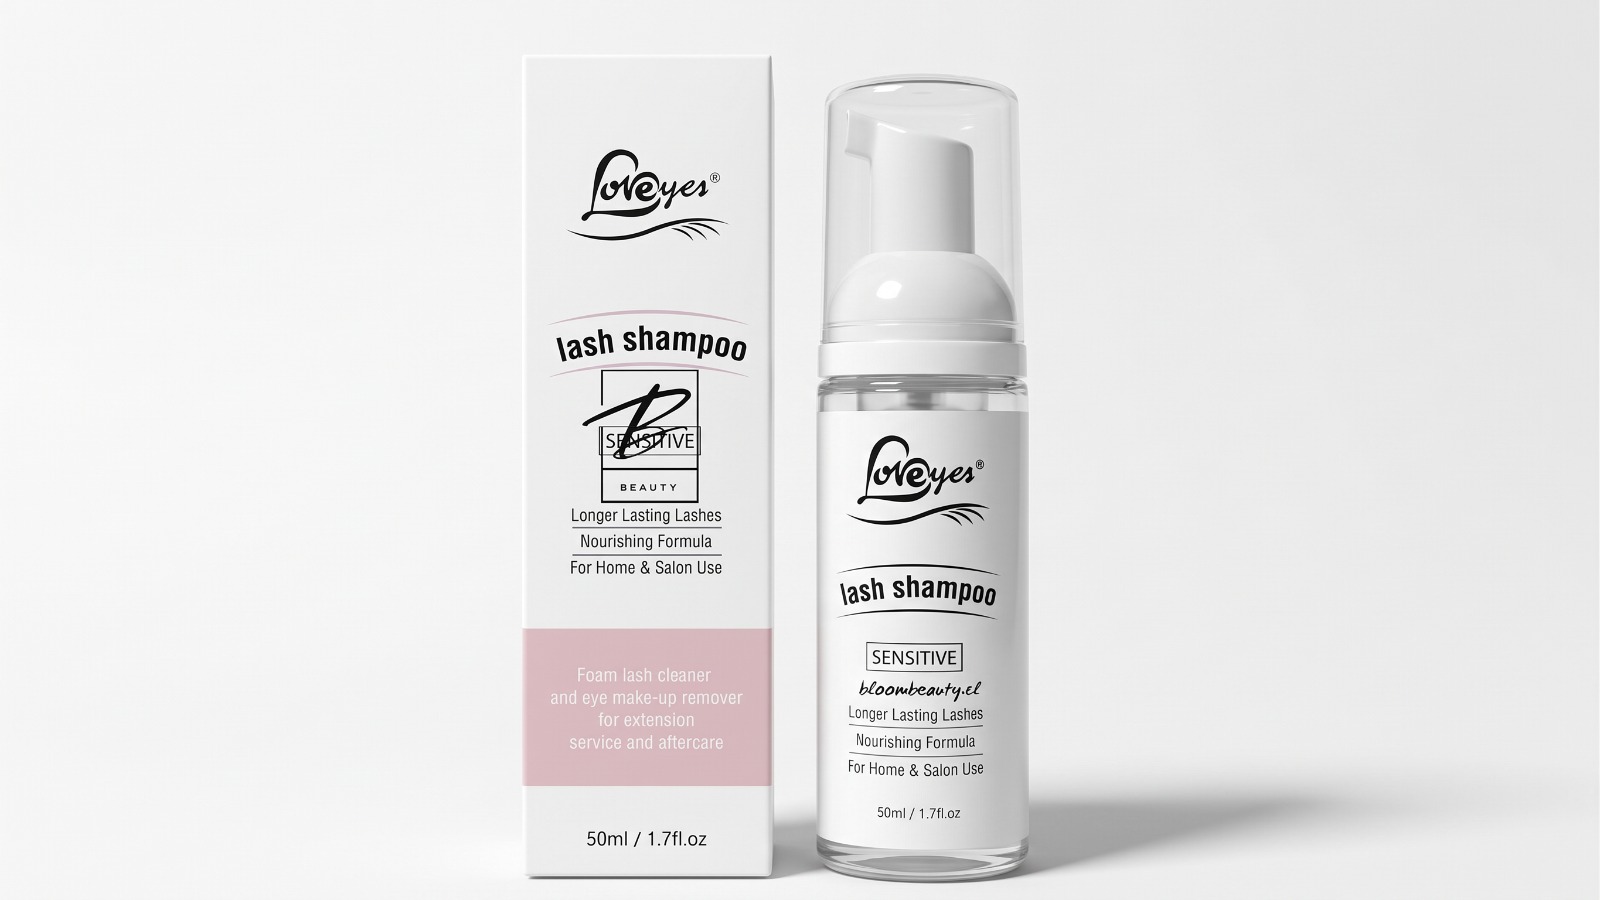 Loveyes®
lash shampoo
B
SENSITIVE
BEAUTY
Longer Lasting Lashes
Nourishing Formula
For Home & Salon Use
Foam lash cleaner
and eye make-up remover
for extension
service and aftercare
50ml / 1.7fl.oz
Loveyes®
lash shampoo
SENSITIVE
bloombeauty.cl
Longer Lasting Lashes
Nourishing Formula
For Home & Salon Use
50ml / 1.7fl.oz